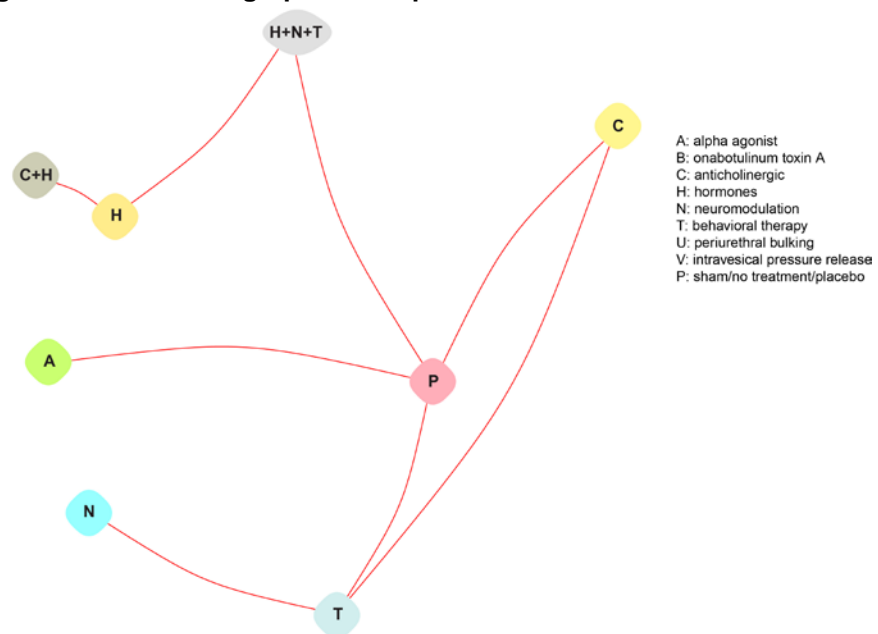 H+N+T
C
C+H
H
A
P
N
T
A: alpha agonist
B: onabotulinum toxin A
C: anticholinergic
H: hormones
N: neuromodulation
T: behavioral therapy
U: periurethral bulking
V: intravesical pressure release
P: sham/no treatment/placebo